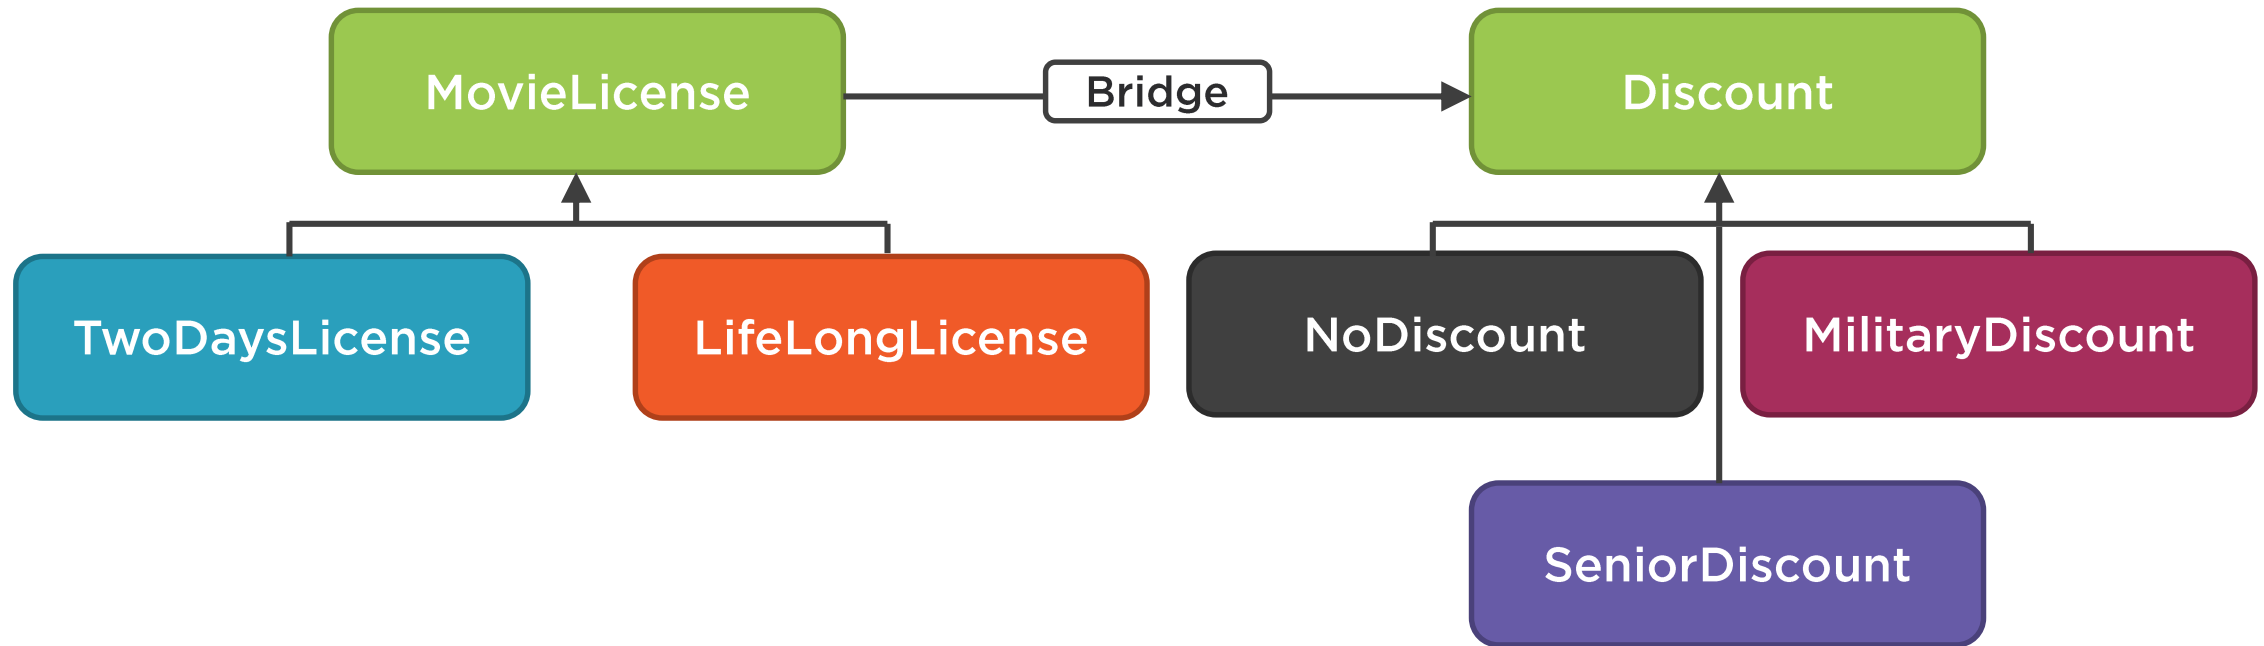 MovieLicense
Bridge
Discount
TwoDaysLicense
LifeLongLicense
NoDiscount
MilitaryDiscount
SeniorDiscount